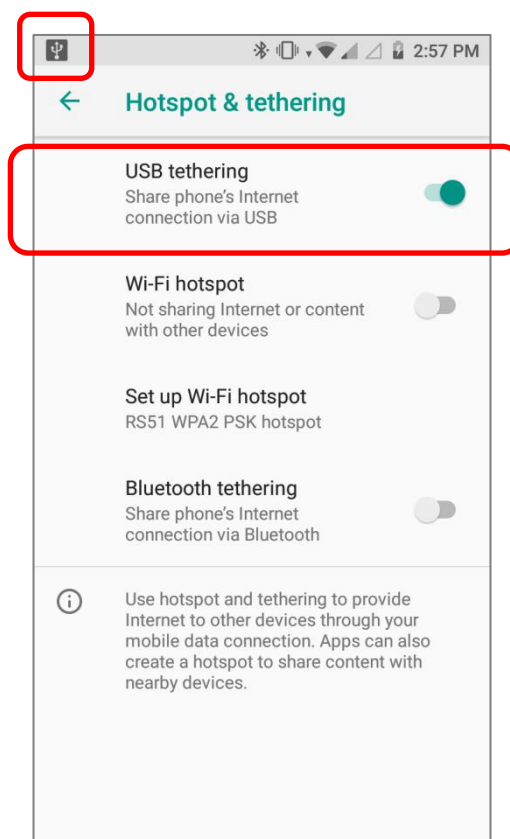 2:57 PM
Hotspot & tethering
USB tethering
Share phone's Internet
connection via USB
Wi-Fi hotspot
Not sharing Internet or content
with other devices
Set up Wi-Fi hotspot
RS51 WPA2 PSK hotspot
Bluetooth tethering
Share phone's Internet
connection via Bluetooth
Use hotspot and tethering to provide
Internet to other devices through your
mobile data connection. Apps can also
create a hotspot to share content with
nearby devices.